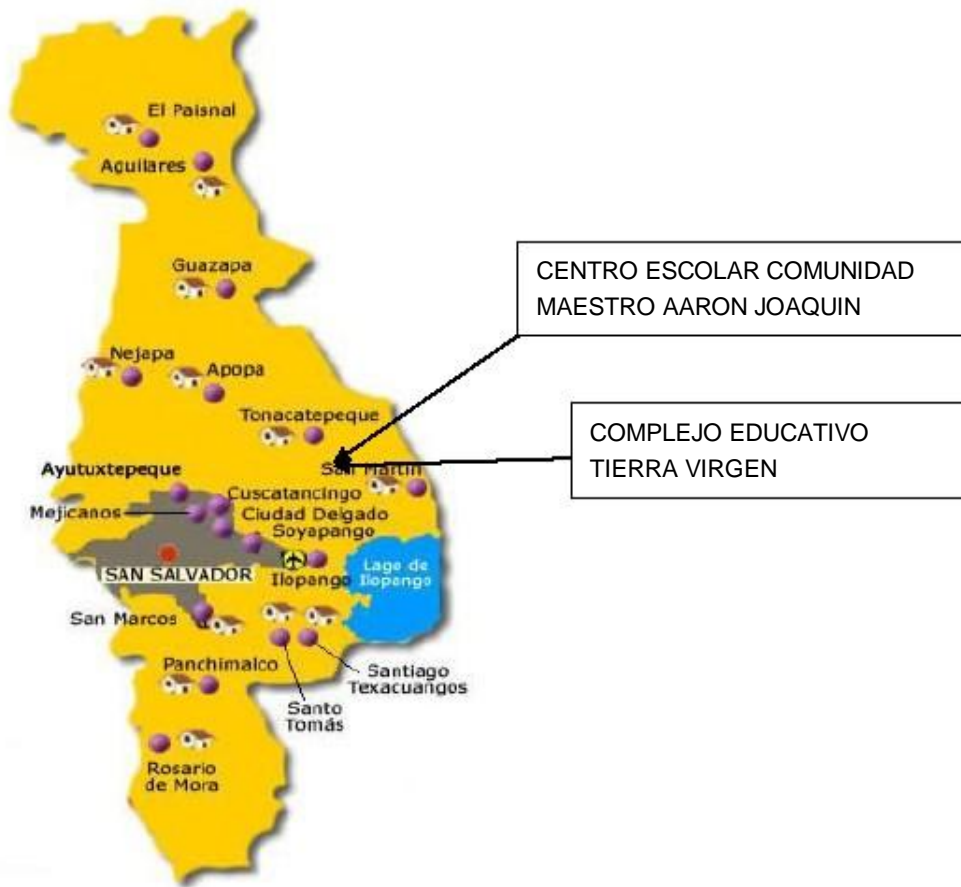 El Paisnal
Aguilares
Guazapa
CENTRO ESCOLAR COMUNIDAD
MAESTRO AARON JOAQUIN
Nejapa
Apopa
Tonacatepeque
COMPLEJO EDUCATIVO
TIERRA VIRGEN
San Martín
Ayutuxtepeque
Cuscatancingo
Mejicanos
Ciudad Delgado
Soyapango
Lago de
Ilopango
SAN SALVADOR
Ilopango
San Marcos
Panchimalco
Santiago
Texacuangos
Santo
Tomás
Rosario
de Mora